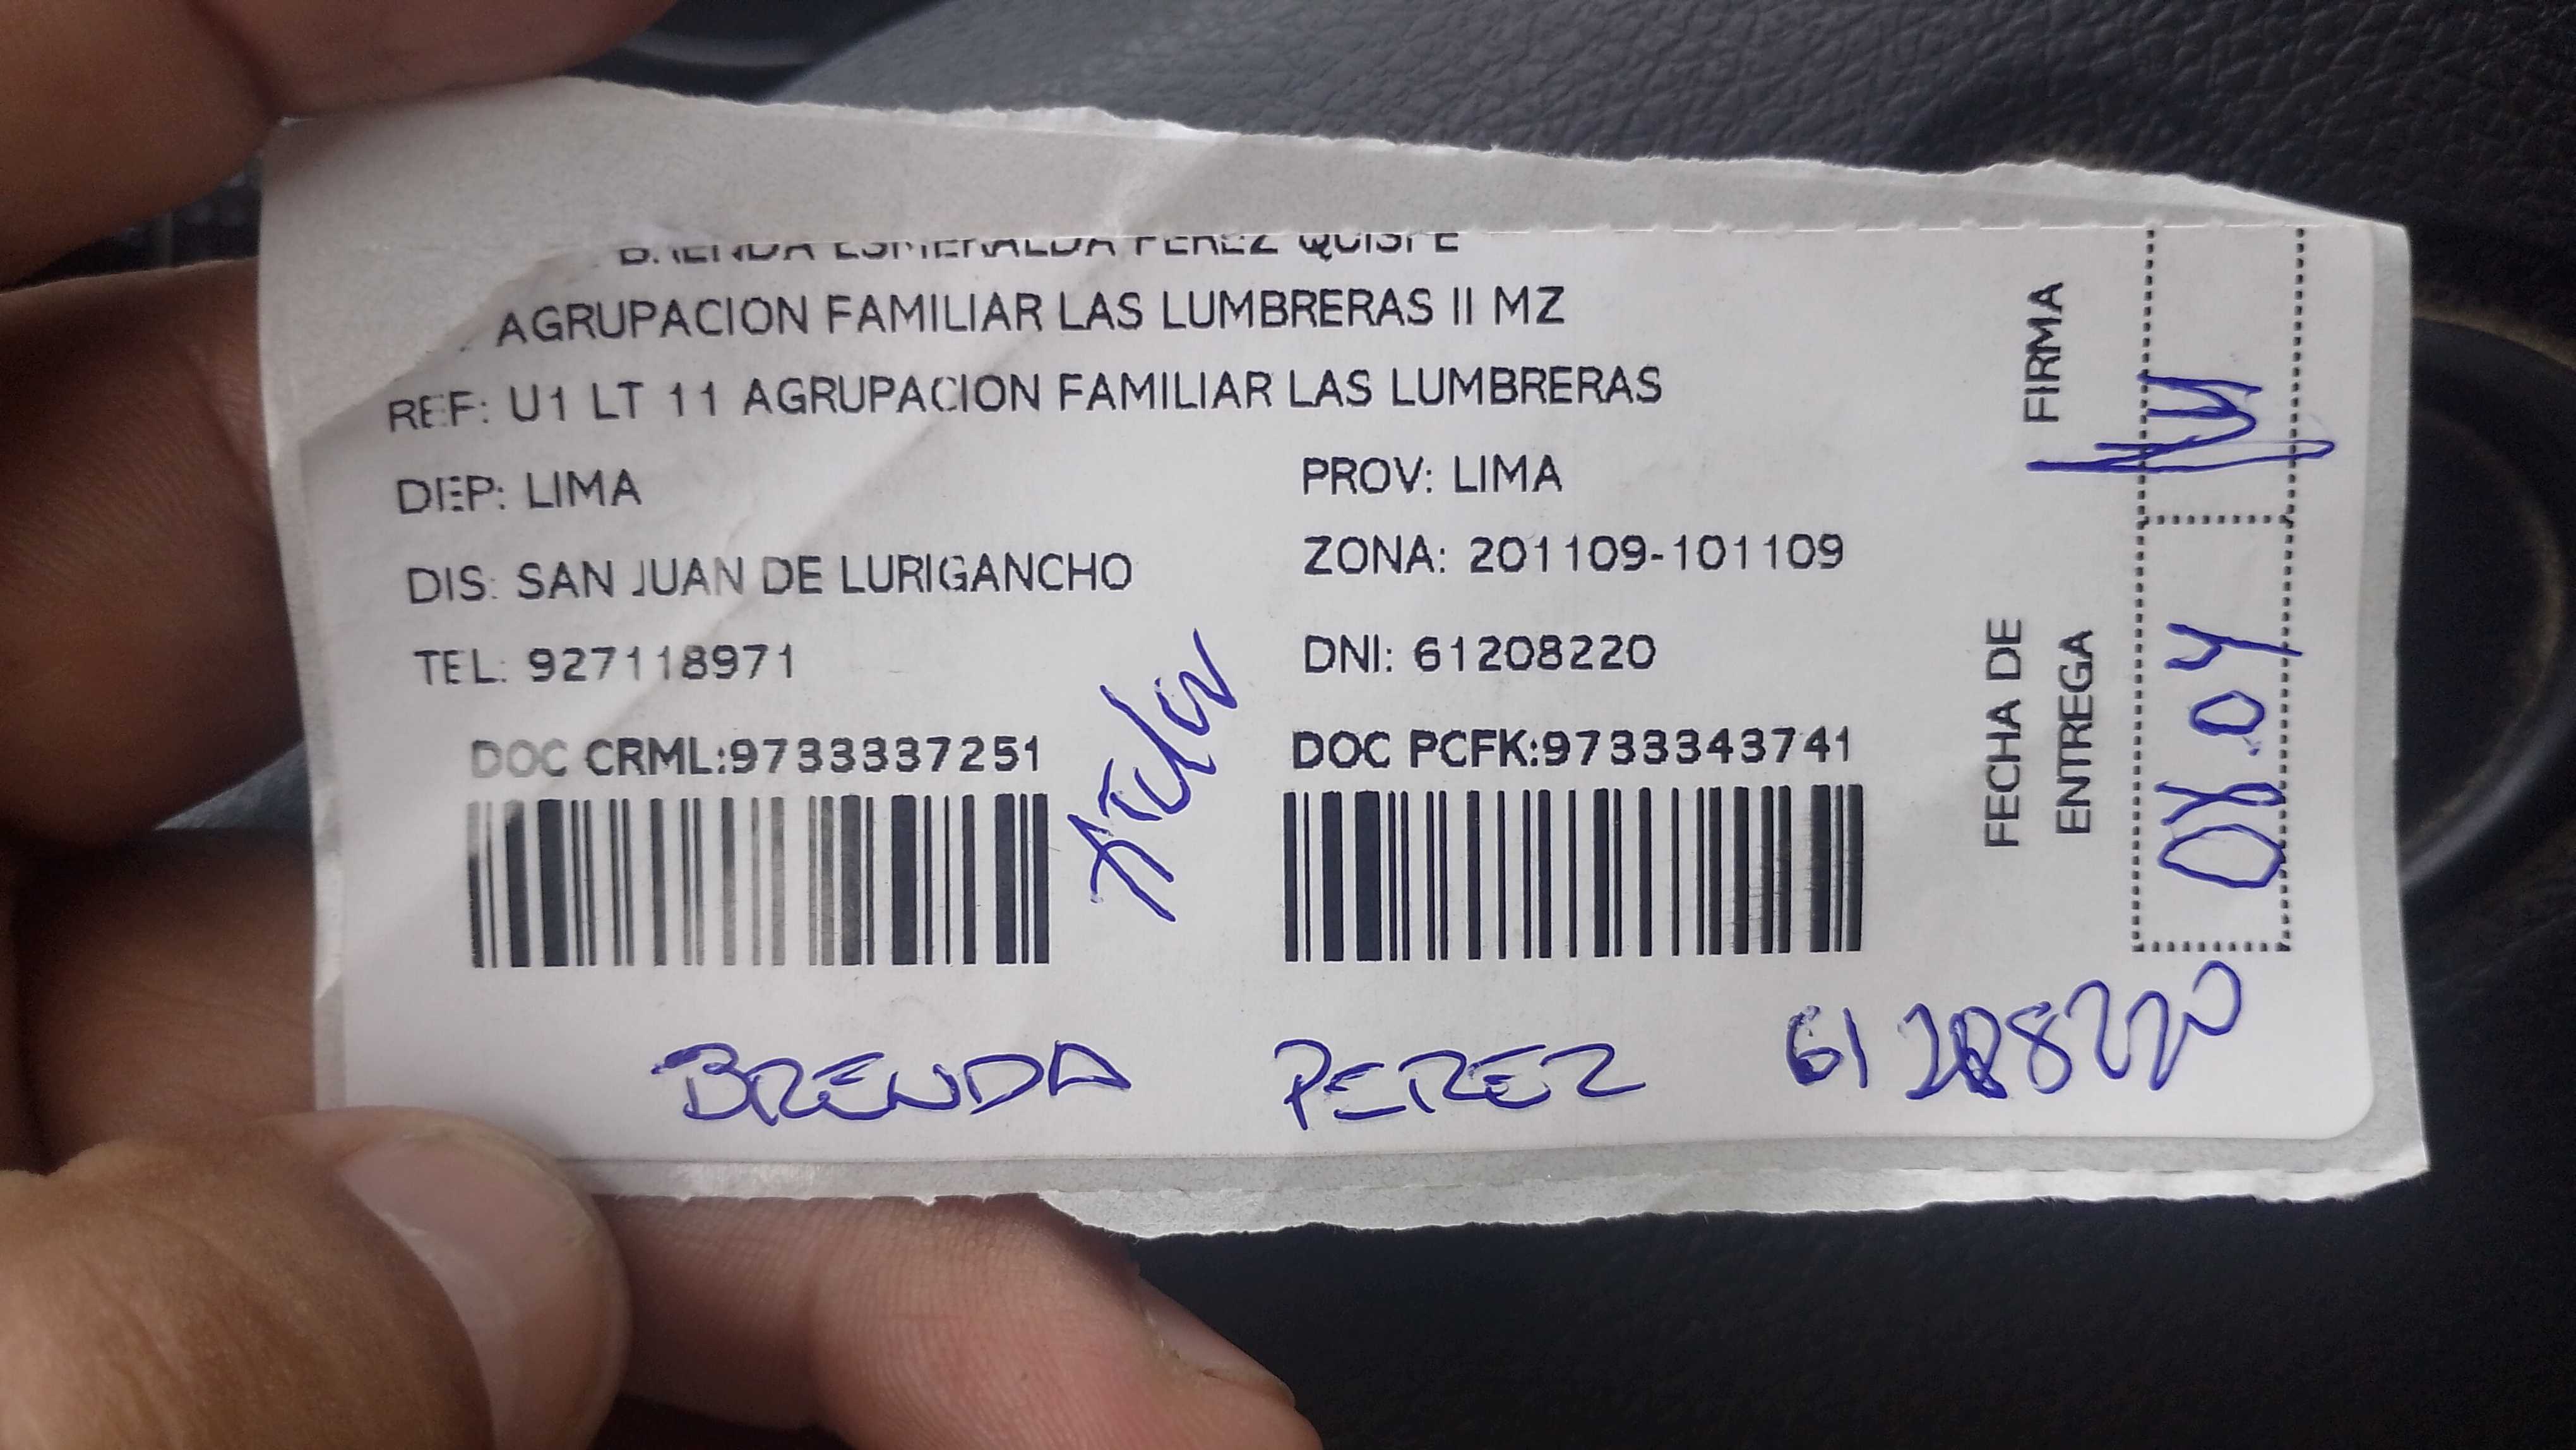 BRENDA ESMERALDA PEREZ QUISPE
AGRUPACION FAMILIAR LAS LUMBRERAS II MZ
REF: U1 LT 11 AGRUPACION FAMILIAR LAS LUMBRERAS
DEP: LIMA
PROV: LIMA
DIS: SAN JUAN DE LURIGANCHO
ZONA: 201109-101109
TEL: 927118971
DNI: 61208220
DOC CRML:9733337251
DOC PCFK:9733343741
FIRMA
FECHA DE
ENTREGA
BRENDA PEREZ 61208220